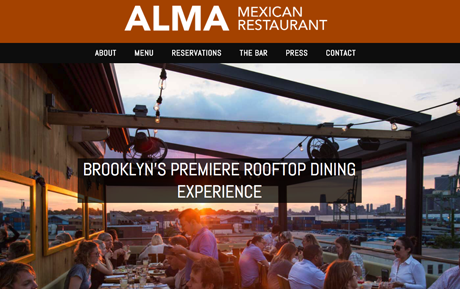 ALMA MEXICAN RESTAURANT
ABOUT MENU RESERVATIONS THE BAR PRESS CONTACT
BROOKLYN'S PREMIERE ROOFTOP DINING
EXPERIENCE